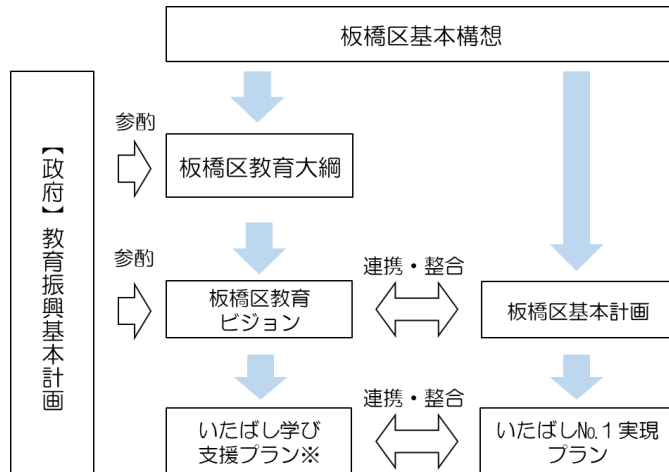 板橋区基本構想
【政府】教育振興基本計画
参酌
板橋区教育大綱
参酌
板橋区教育
ビジョン
連携・整合
板橋区基本計画
いたばし学び
支援プラン※
連携・整合
いたばし№1実現
プラン